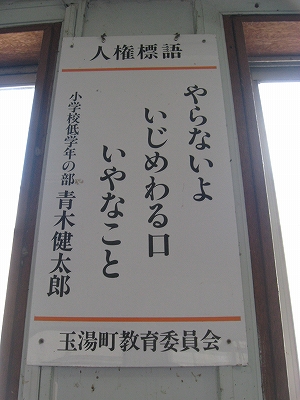 人権標語
やらないよ
いじめわる口
いやなこと
小学校低学年の部 青木健太郎
玉湯町教育委員会